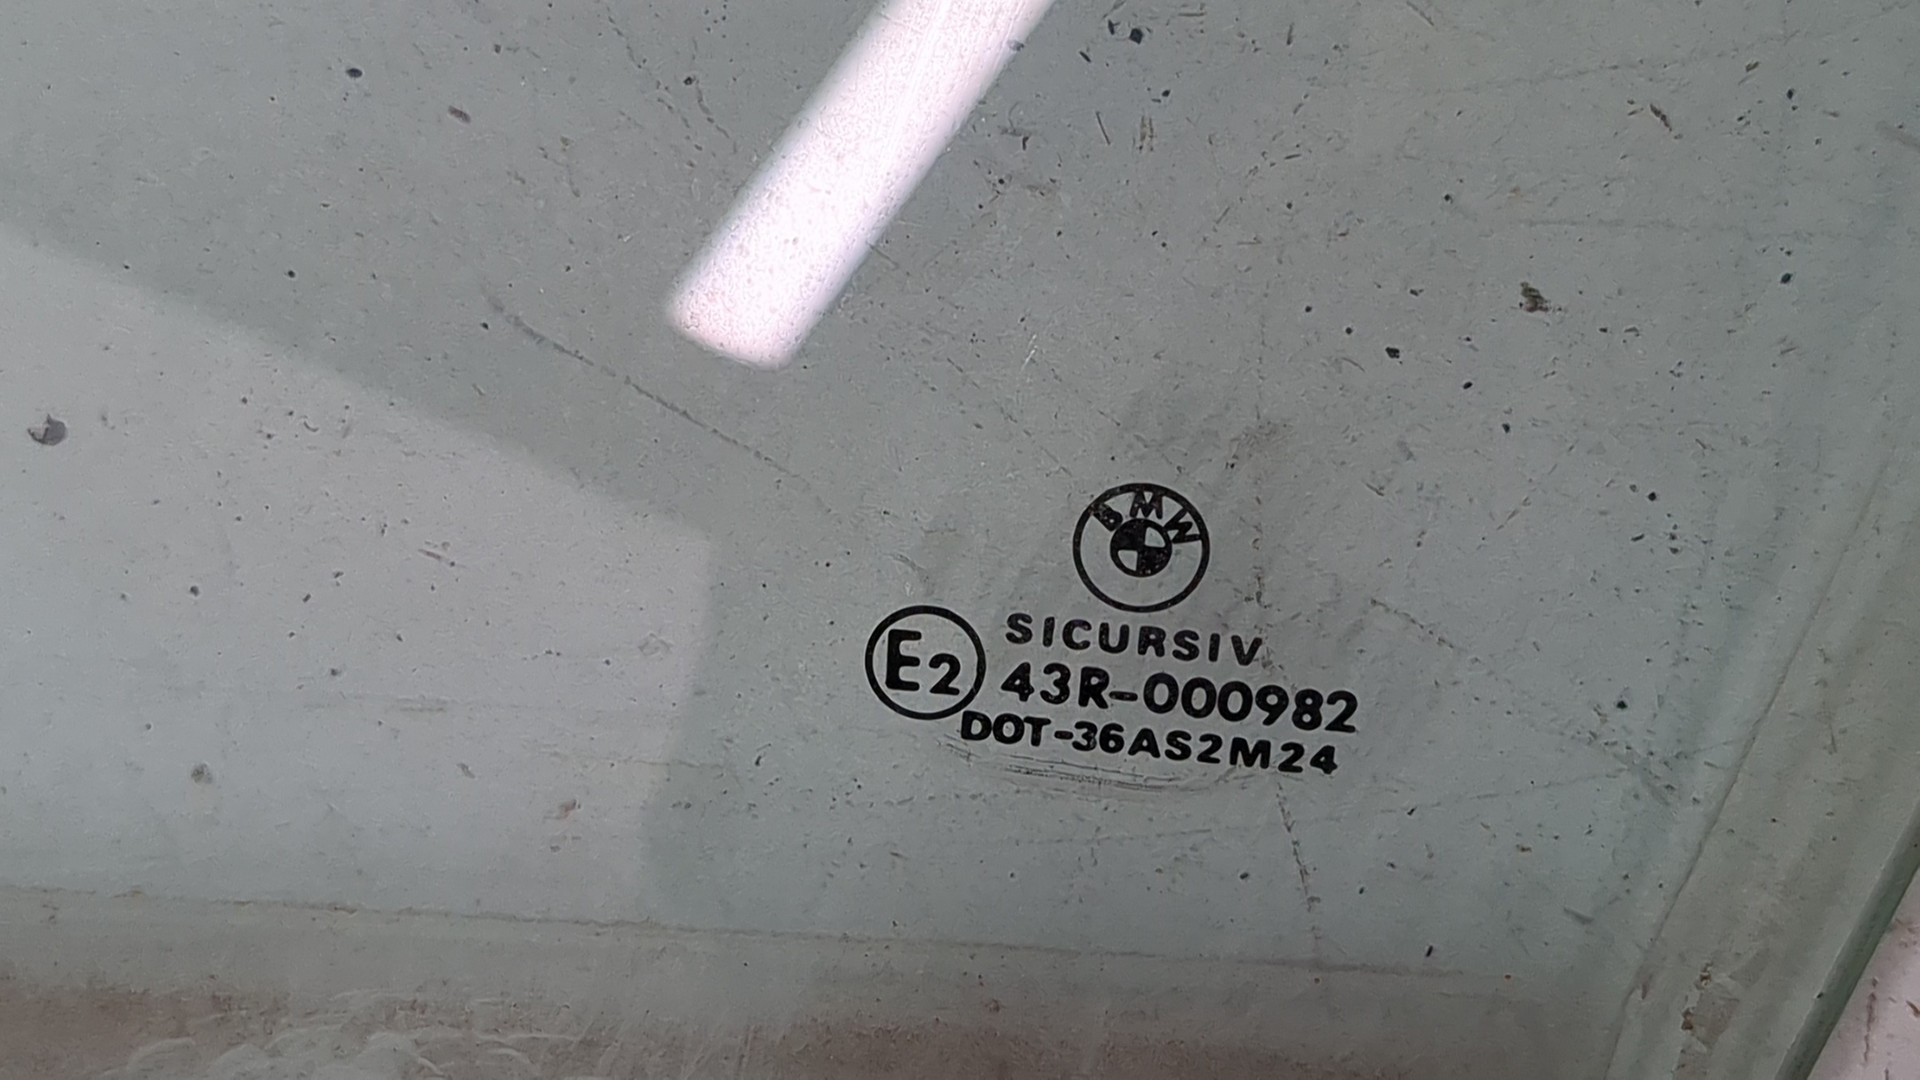 BMW
SICURSIV
E2 43R-000982
DOT-36AS2M24